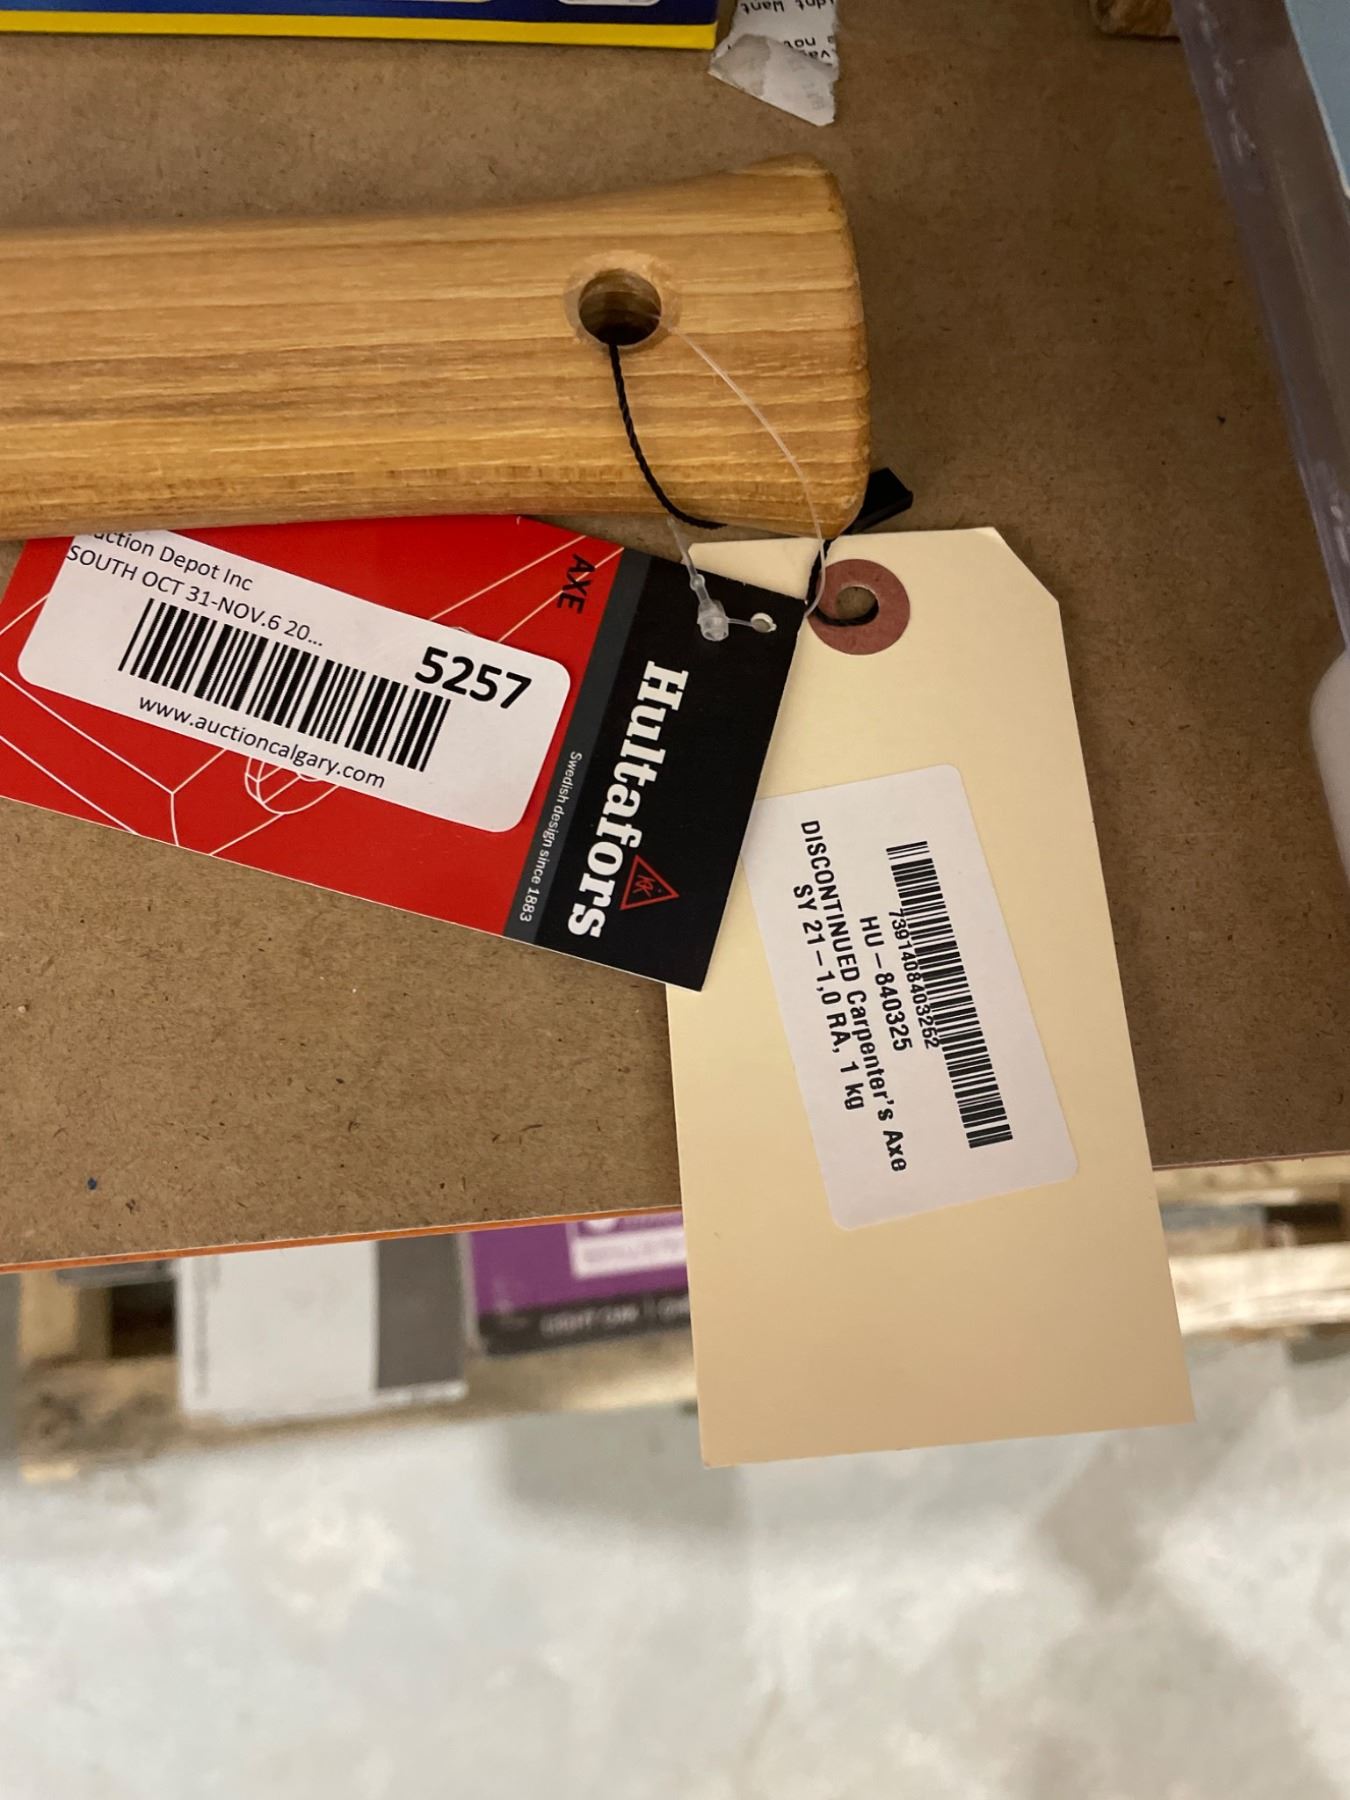 uction Depot Inc
SOUTH OCT 31-NOV.6 20...
5257
www.auctioncalgary.com
AXE
Hultafors
Swedish design since 1883
7391408403252
HU - 840325
DISCONTINUED Carpenter's Axe
SY 21-1,0 RA, 1 kg